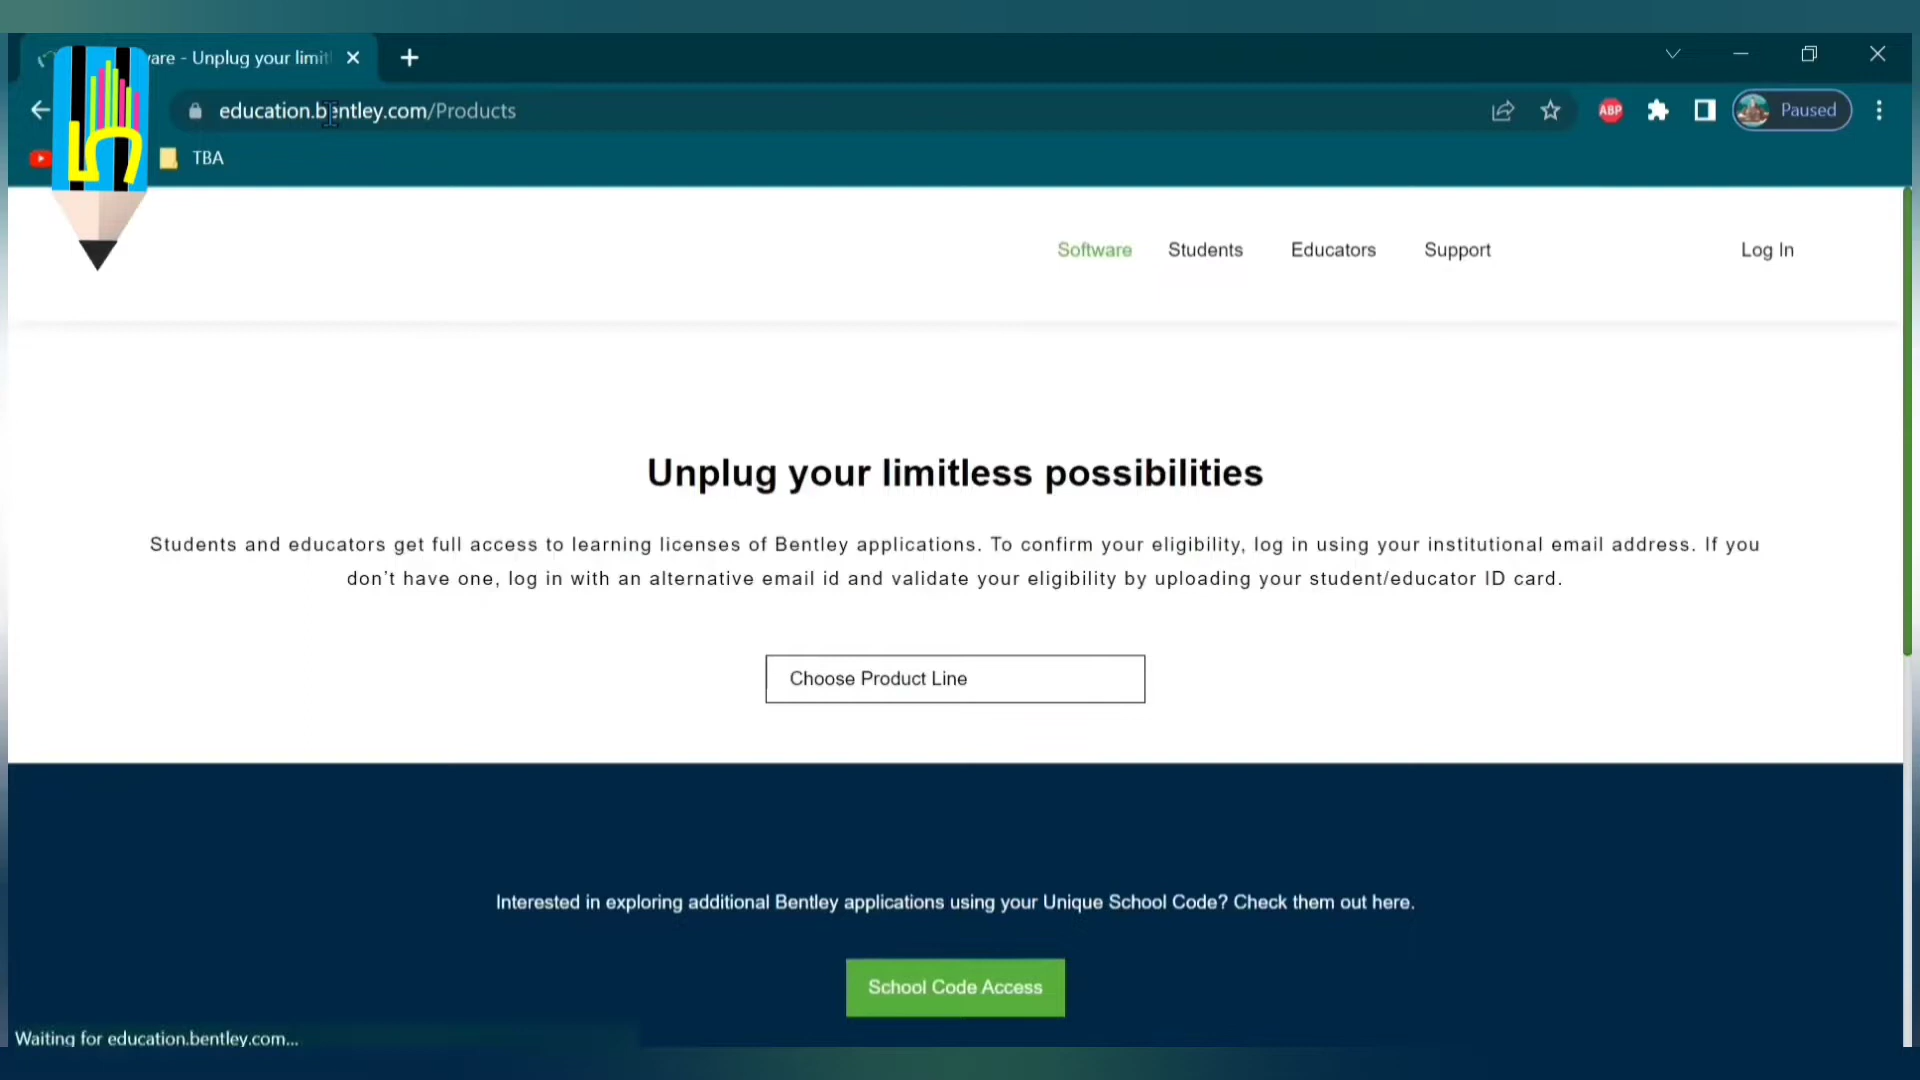 are - Unplug your limit
education.bentley.com/Products
ABP
Paused
TBA
Software Students Educators Support Log In
Unplug your limitless possibilities
Students and educators get full access to learning licenses of Bentley applications. To confirm your eligibility, log in using your institutional email address. If you
don’t have one, log in with an alternative email id and validate your eligibility by uploading your student/educator ID card.
Choose Product Line
Interested in exploring additional Bentley applications using your Unique School Code? Check them out here.
School Code Access
Waiting for education.bentley.com...